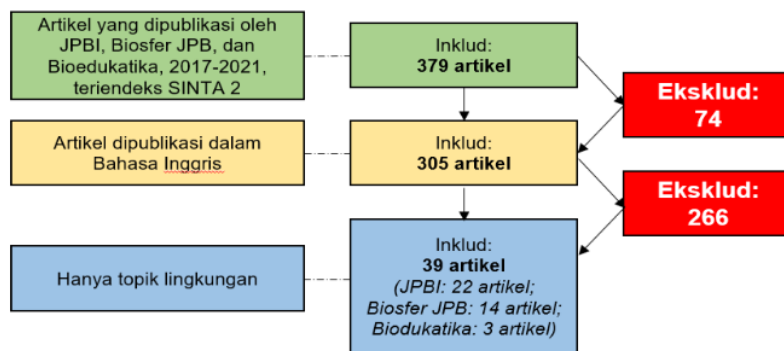 Artikel yang dipublikasi oleh
JPBI, Biosfer JPB, dan
Bioedukatika, 2017-2021,
teriendeks SINTA 2
Inklud:
379 artikel
Eksklud:
74
Artikel dipublikasi dalam
Bahasa Inggris
Inklud:
305 artikel
Eksklud:
266
Hanya topik lingkungan
Inklud:
39 artikel
(JPBI: 22 artikel;
Biosfer JPB: 14 artikel;
Biodukatika: 3 artikel)